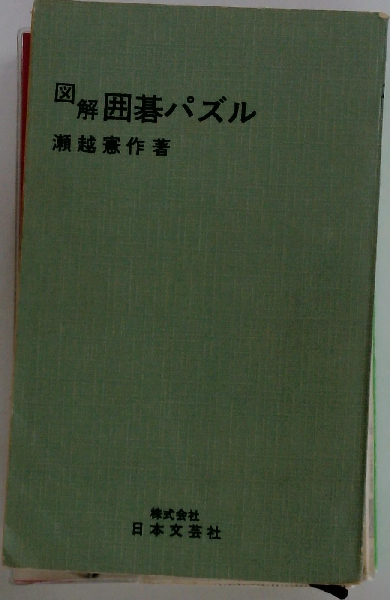 図解囲碁パズル
瀬越憲作著
株式会社
日本文芸社